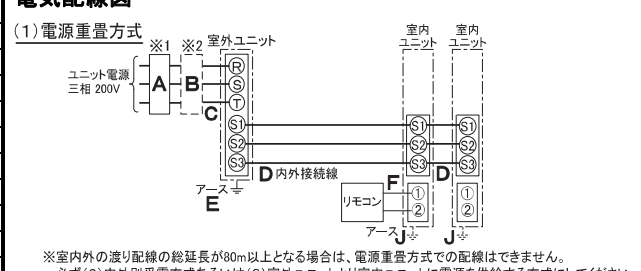 (1)電源重畳方式
※1 ※2 室外ユニット
室内ユニット
室内ユニット
ユニット電源
三相 200V
A
B
C
R
S
T
S1
S2
S3
D 内外接続線
アース
E
S1
S2
S3
D
S1
S2
S3
F
リモコン
①
②
①
②
アース
J
J
※室内外の渡り配線の総延長が80m以上となる場合は、電源重畳方式での配線はできません。